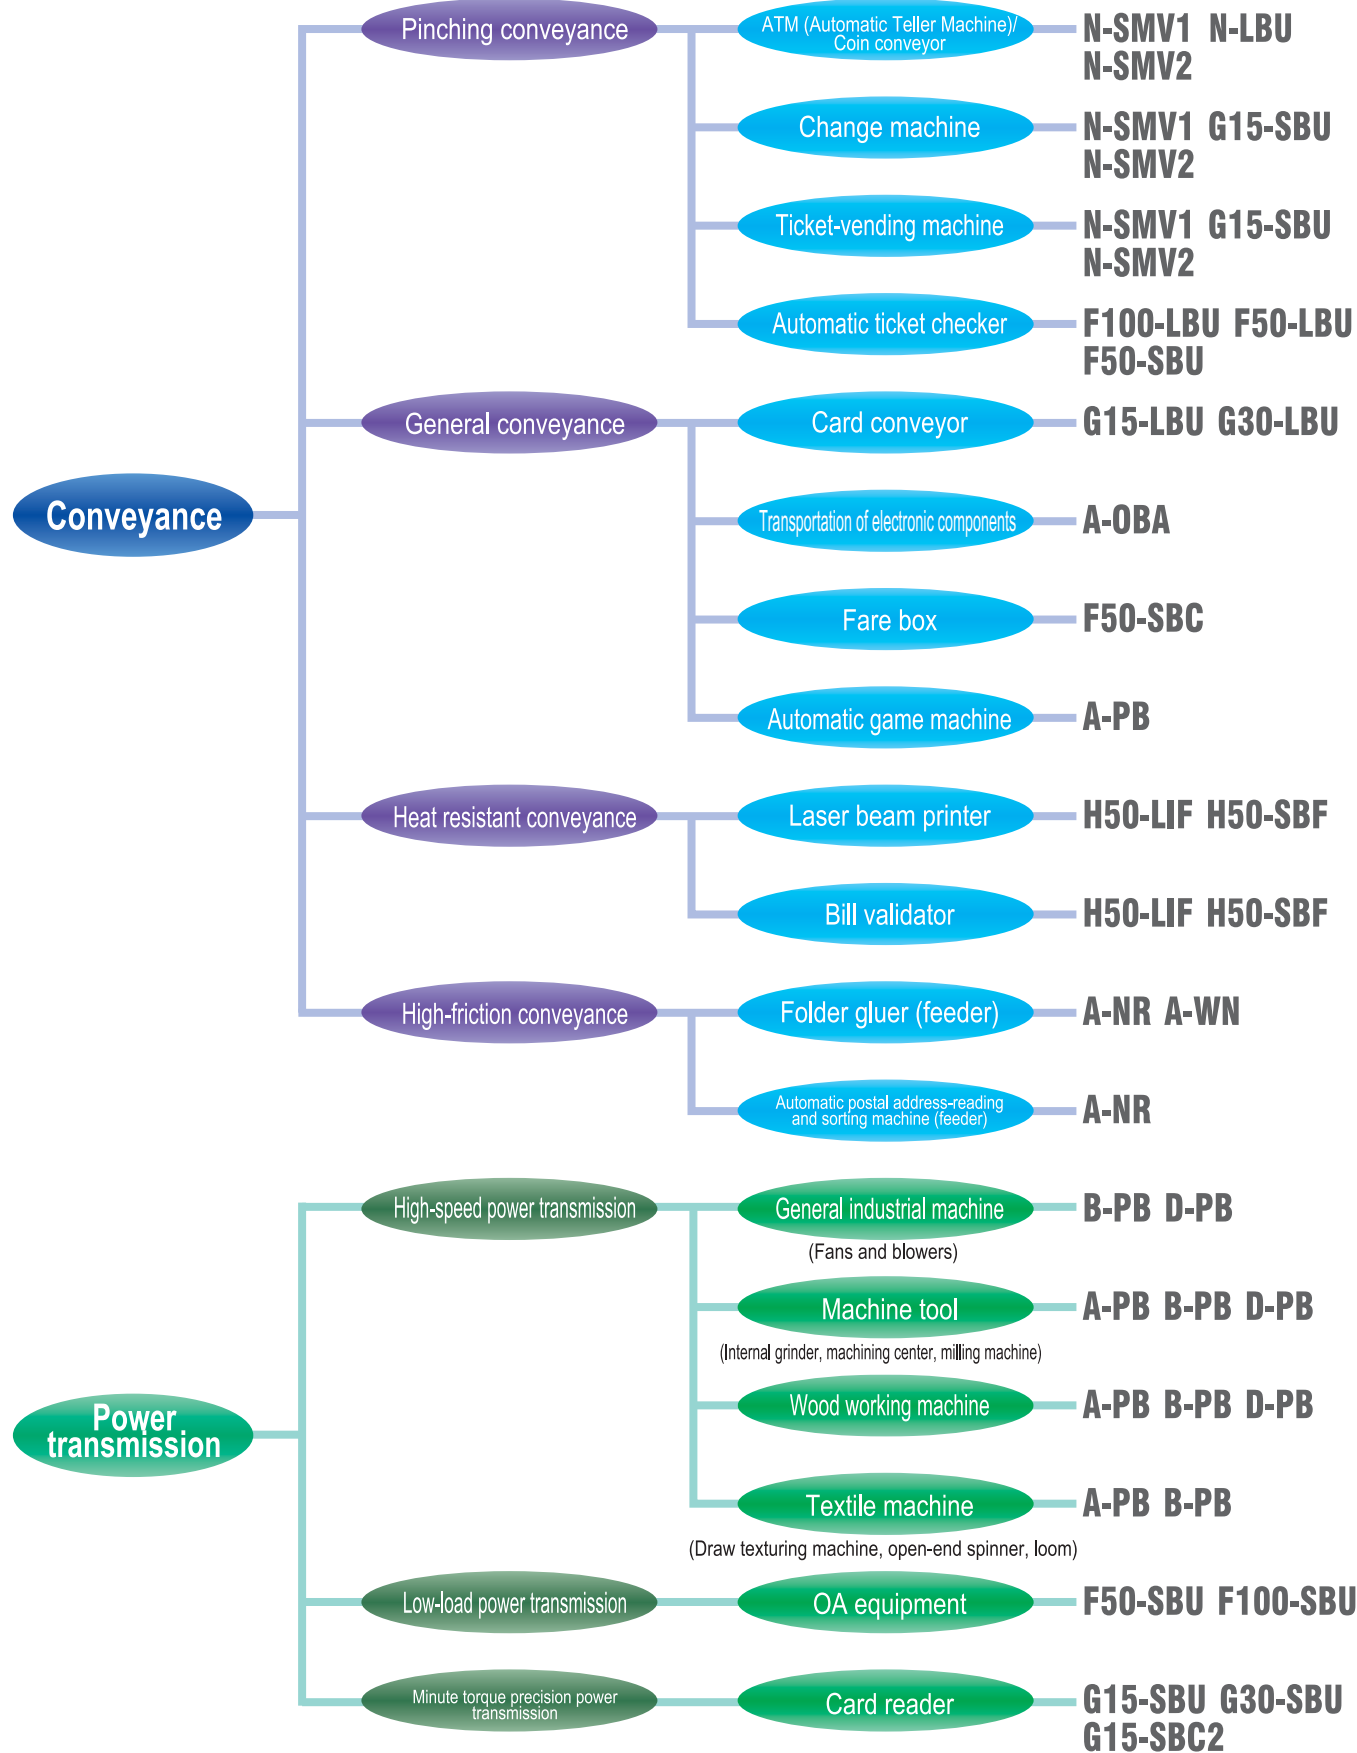 Pinching conveyance
ATM (Automatic Teller Machine)/
Coin conveyor
N-SMV1 N-LBU
N-SMV2
Change machine
N-SMV1 G15-SBU
N-SMV2
Ticket-vending machine
N-SMV1 G15-SBU
N-SMV2
Automatic ticket checker
F100-LBU F50-LBU
F50-SBU
General conveyance
Card conveyor
G15-LBU G30-LBU
Conveyance
Transportation of electronic components
A-OBA
Fare box
F50-SBC
Automatic game machine
A-PB
Heat resistant conveyance
Laser beam printer
H50-LIF H50-SBF
Bill validator
H50-LIF H50-SBF
High-friction conveyance
Folder gluer (feeder)
A-NR A-WN
Automatic postal address-reading
and sorting machine (feeder)
A-NR
High-speed power transmission
General industrial machine
B-PB D-PB
(Fans and blowers)
Machine tool
A-PB B-PB D-PB
(Internal grinder, machining center, milling machine)
Wood working machine
A-PB B-PB D-PB
Power
transmission
Textile machine
A-PB B-PB
(Draw texturing machine, open-end spinner, loom)
Low-load power transmission
OA equipment
F50-SBU F100-SBU
Minute torque precision power
transmission
Card reader
G15-SBU G30-SBU
G15-SBC2